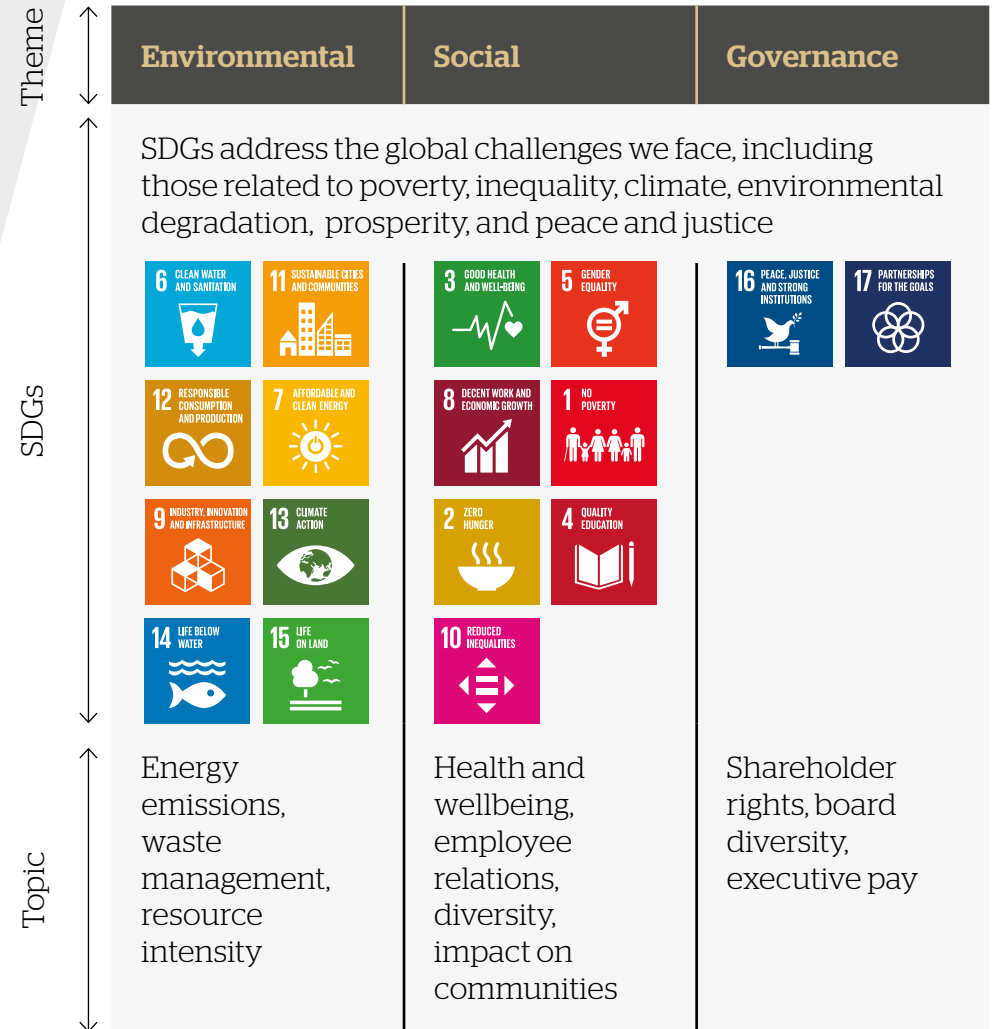 Theme
Environmental
Social
Governance
SDGs
SDGs address the global challenges we face, including
those related to poverty, inequality, climate, environmental
degradation, prosperity, and peace and justice
6 CLEAN WATER
AND SANITATION
11 SUSTAINABLE CITIES
AND COMMUNITIES
12 RESPONSIBLE
CONSUMPTION
AND PRODUCTION
7 AFFORDABLE AND
CLEAN ENERGY
9 INDUSTRY, INNOVATION
AND INFRASTRUCTURE
13 CLIMATE
ACTION
14 LIFE BELOW
WATER
15 LIFE
ON LAND
3 GOOD HEALTH
AND WELL-BEING
5 GENDER
EQUALITY
8 DECENT WORK AND
ECONOMIC GROWTH
1 NO
POVERTY
2 ZERO
HUNGER
4 QUALITY
EDUCATION
10 REDUCED
INEQUALITIES
16 PEACE, JUSTICE
AND STRONG
INSTITUTIONS
17 PARTNERSHIPS
FOR THE GOALS
Topic
Energy
emissions,
waste
management,
resource
intensity
Health and
wellbeing,
employee
relations,
diversity,
impact on
communities
Shareholder
rights, board
diversity,
executive pay